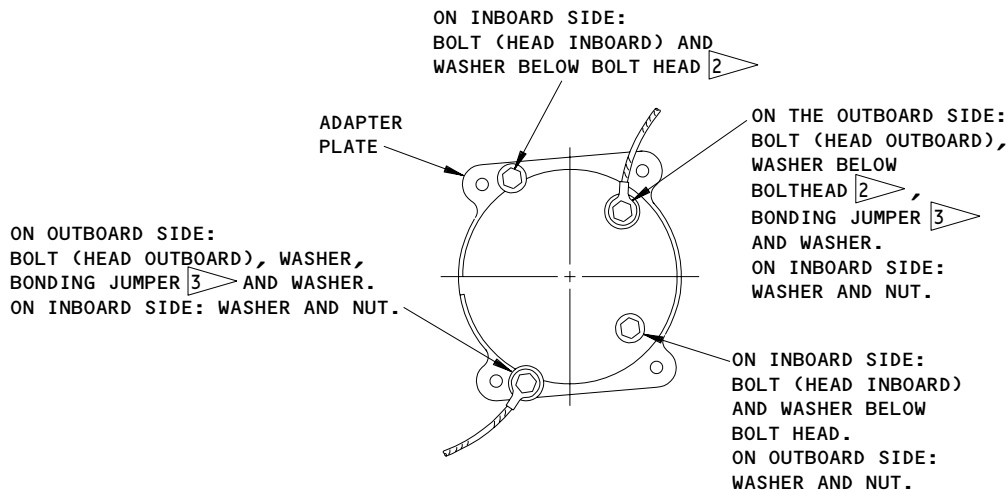 ON INBOARD SIDE:
BOLT (HEAD INBOARD) AND
WASHER BELOW BOLT HEAD 2
ADAPTER
PLATE
ON THE OUTBOARD SIDE:
BOLT (HEAD OUTBOARD),
WASHER BELOW
BOLTHEAD 2 ,
BONDING JUMPER 3
AND WASHER.
ON INBOARD SIDE:
WASHER AND NUT.
ON OUTBOARD SIDE:
BOLT (HEAD OUTBOARD), WASHER,
BONDING JUMPER 3 AND WASHER.
ON INBOARD SIDE: WASHER AND NUT.
ON INBOARD SIDE:
BOLT (HEAD INBOARD)
AND WASHER BELOW
BOLT HEAD.
ON OUTBOARD SIDE:
WASHER AND NUT.